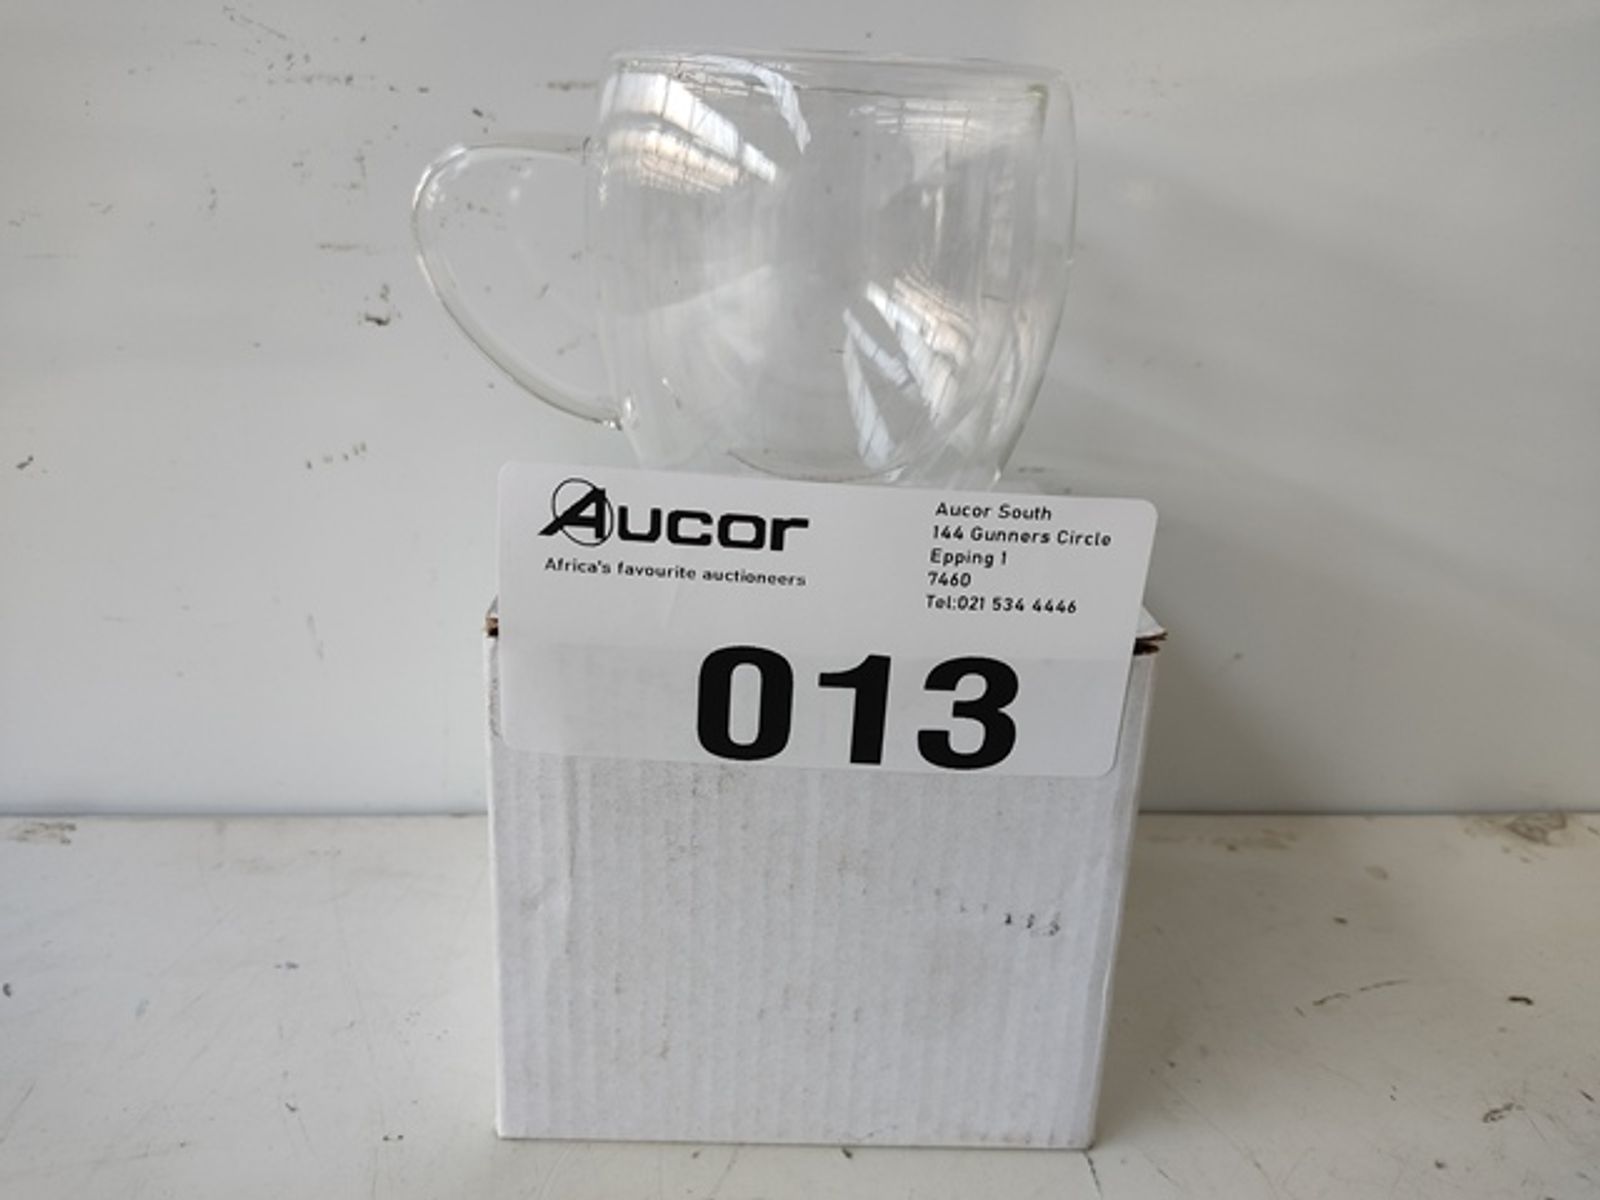 Aucor
Africa's favourite auctioneers
Aucor South
144 Gunners Circle
Epping 1
7460
Tel:021 534 4446
013